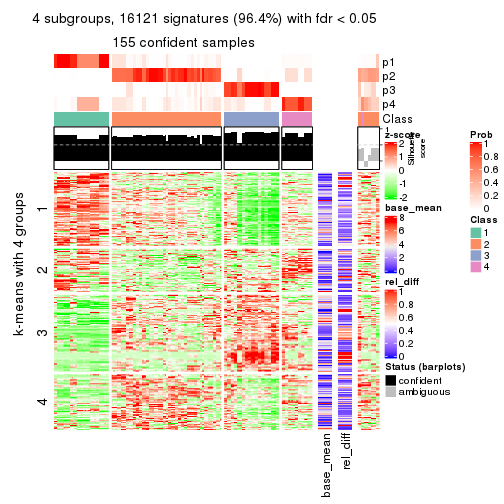 4 subgroups, 16121 signatures (96.4%) with fdr < 0.05
155 confident samples
p1
p2
p3
p4
Class
1
Silhouette
score
k-means with 4 groups
1
2
3
4
base_mean
rel_diff
z-score
2
1
0
-1
-2
base_mean
8
6
4
2
0
rel_diff
1
0.8
0.6
0.4
0.2
0
Status (barplots)
confident
ambiguous
Prob
1
0.8
0.6
0.4
0.2
0
Class
1
2
3
4